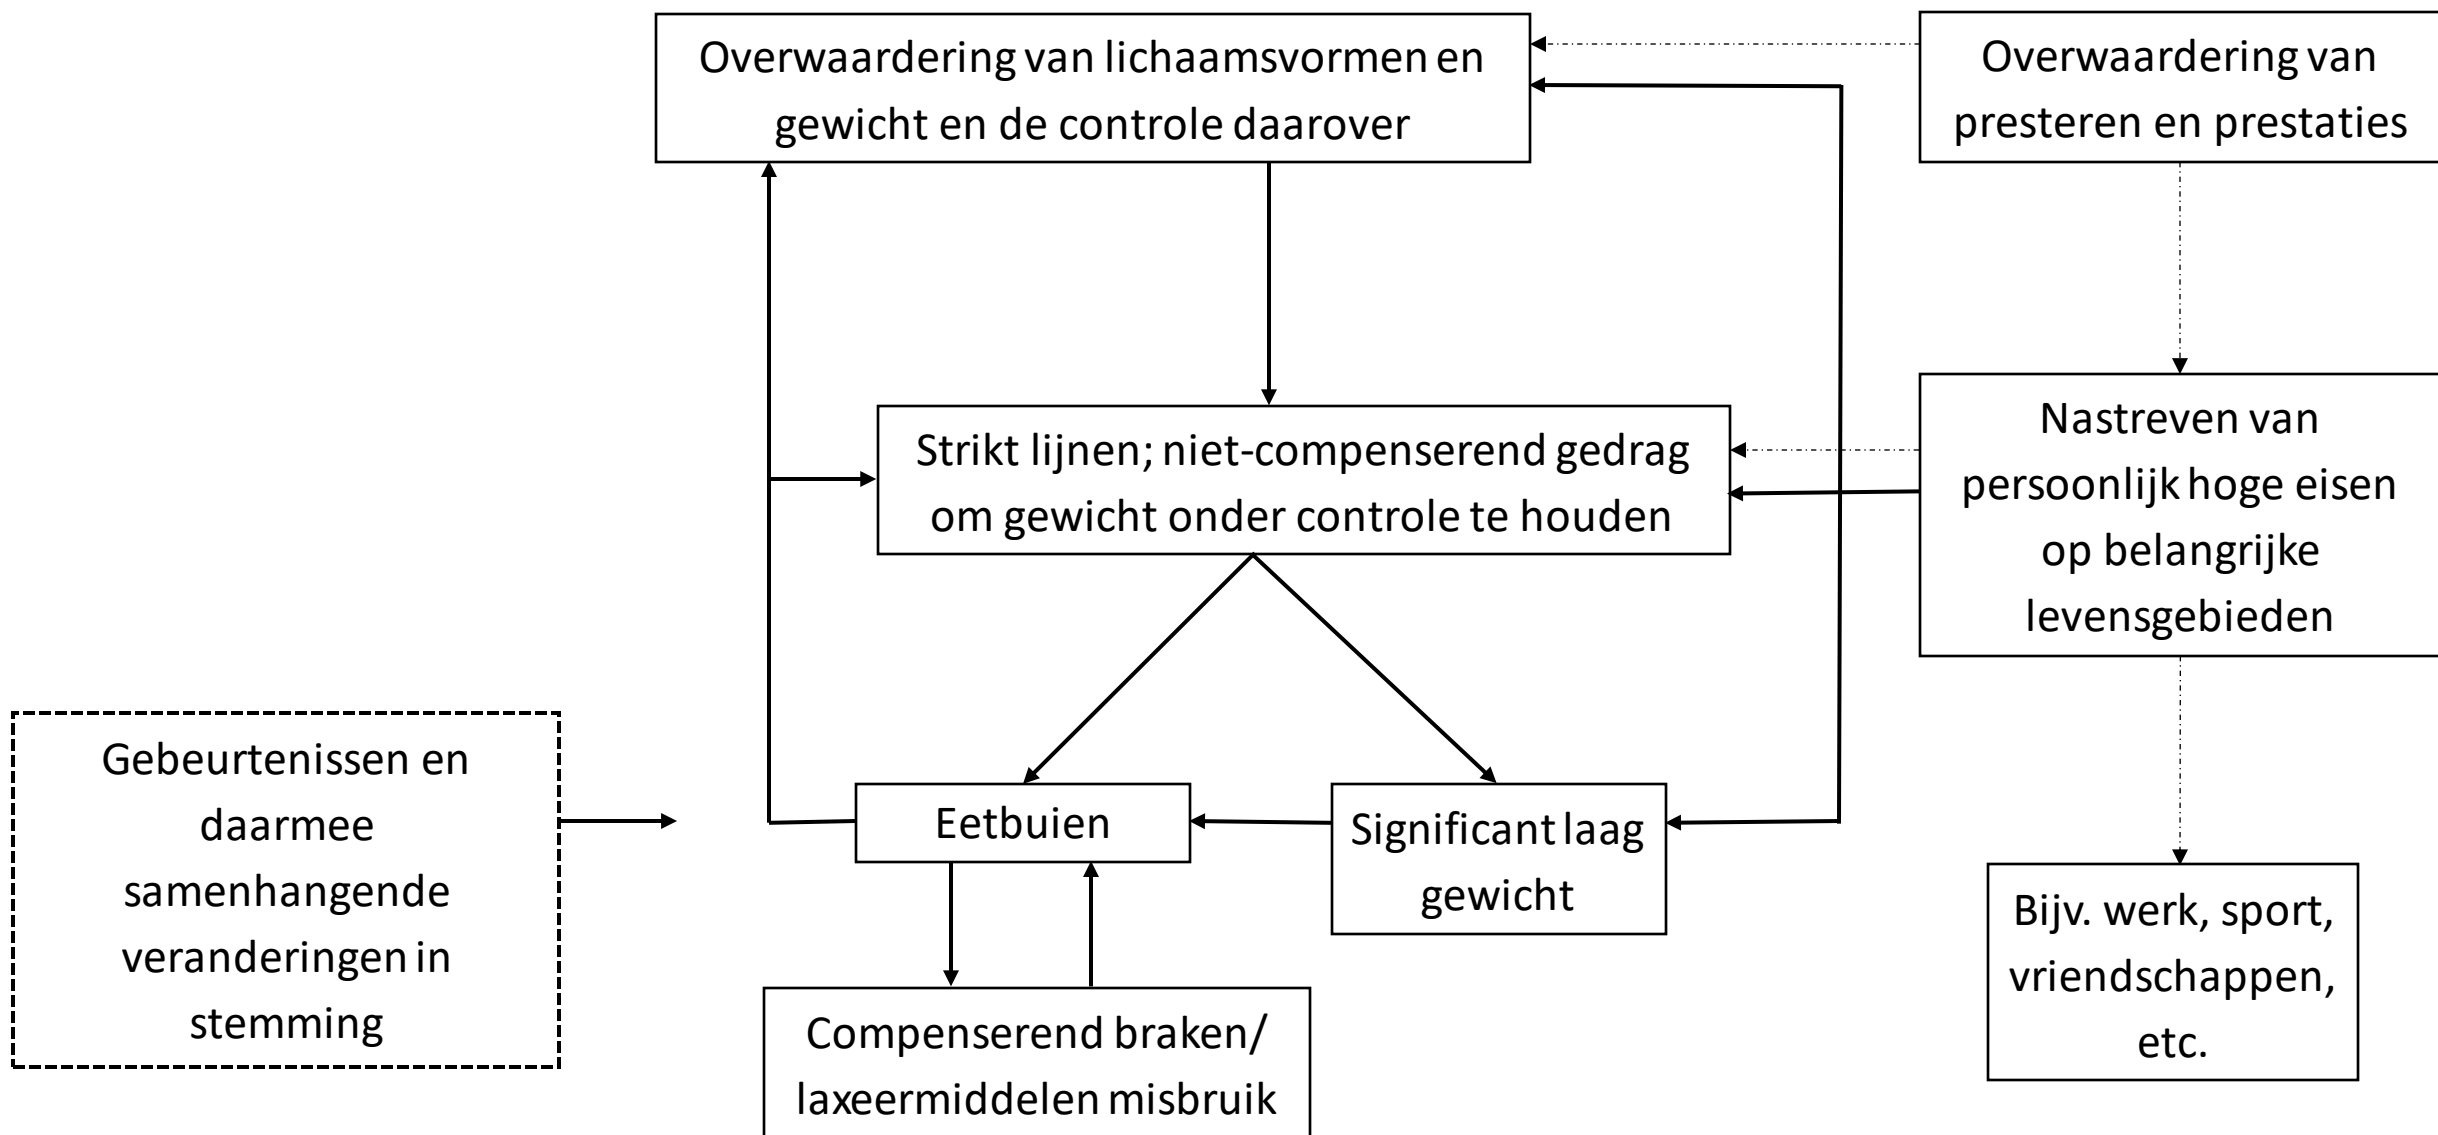 Overwaardering van lichaamsvormen en
gewicht en de controle daarover
Overwaardering van
presteren en prestaties
Strikt lijnen; niet-compenserend gedrag
om gewicht onder controle te houden
Nastreven van
persoonlijk hoge eisen
op belangrijke
levensgebieden
Gebeurtenissen en
daarmee
samenhangende
veranderingen in
stemming
Eetbuien
Significant laag
gewicht
Compenserend braken/
laxeermiddelen misbruik
Bijv. werk, sport,
vriendschappen,
etc.